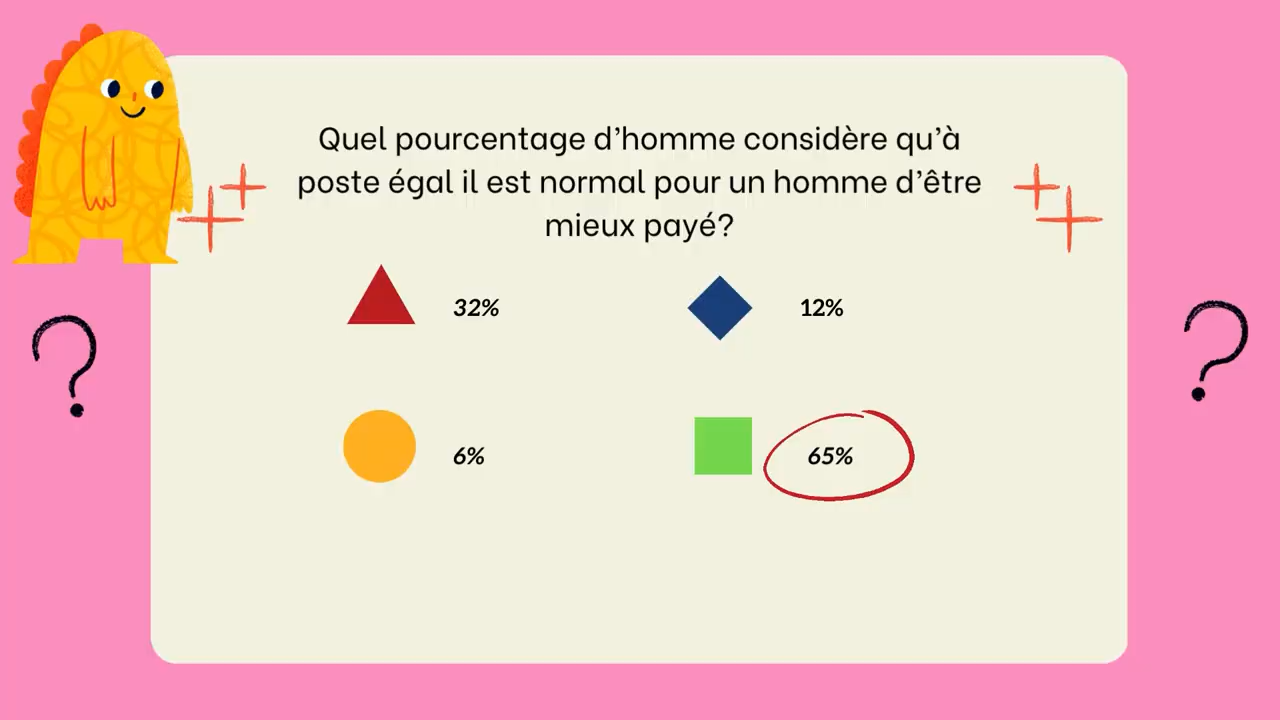 Quel pourcentage d’homme considère qu’à
poste égal il est normal pour un homme d’être
mieux payé?
32%
12%
6%
65%
?
?